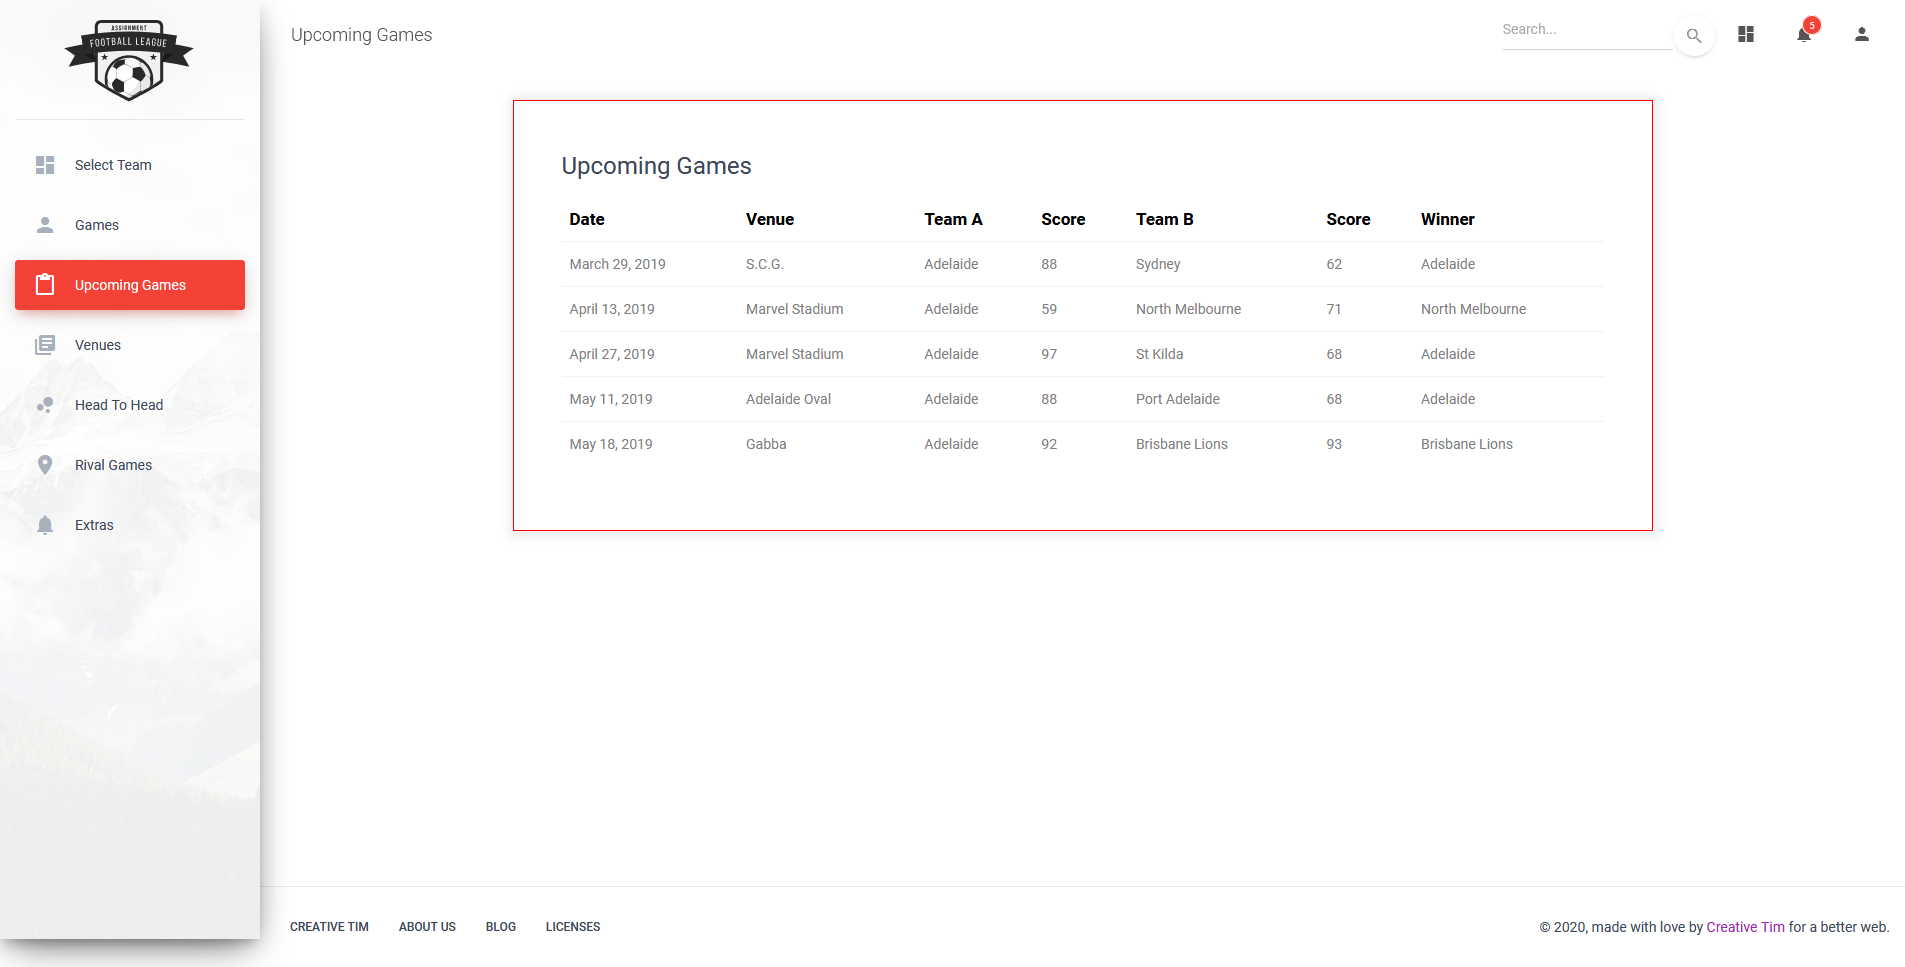 ASSIGNMENT
FOOTBALL LEAGUE
Select Team
Games
Upcoming Games
Venues
Head To Head
Rival Games
Extras
Upcoming Games
Search...
5
Upcoming Games
Date Venue Team A Score Team B Score Winner
March 29, 2019 S.C.G. Adelaide 88 Sydney 62 Adelaide
April 13, 2019 Marvel Stadium Adelaide 59 North Melbourne 71 North Melbourne
April 27, 2019 Marvel Stadium Adelaide 97 St Kilda 68 Adelaide
May 11, 2019 Adelaide Oval Adelaide 88 Port Adelaide 68 Adelaide
May 18, 2019 Gabba Adelaide 92 Brisbane Lions 93 Brisbane Lions
CREATIVE TIM ABOUT US BLOG LICENSES
© 2020, made with love by Creative Tim for a better web.